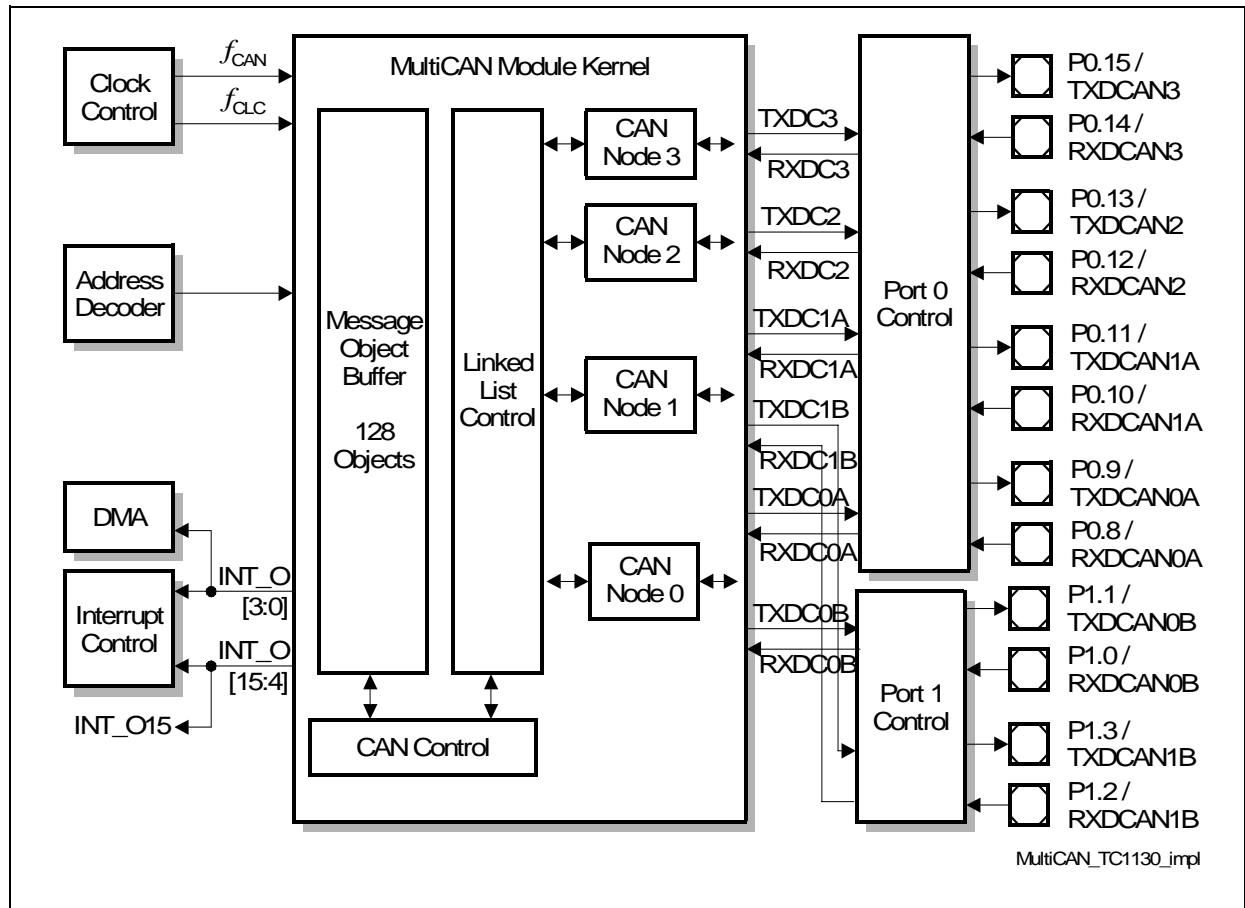 Clock
Control
fCAN
fCLC
Address
Decoder
DMA
Interrupt
Control
INT_O
[3:0]
INT_O
[15:4]
INT_O15
MultiCAN Module Kernel
Message
Object
Buffer
128
Objects
Linked
List
Control
CAN Control
CAN
Node 3
CAN
Node 2
CAN
Node 1
CAN
Node 0
TXDC3
RXDC3
TXDC2
RXDC2
TXDC1A
RXDC1A
TXDC1B
RXDC1B
TXDC0A
RXDC0A
TXDC0B
RXDC0B
Port 0
Control
Port 1
Control
P0.15 /
TXDCAN3
P0.14 /
RXDCAN3
P0.13 /
TXDCAN2
P0.12 /
RXDCAN2
P0.11 /
TXDCAN1A
P0.10 /
RXDCAN1A
P0.9 /
TXDCAN0A
P0.8 /
RXDCAN0A
P1.1 /
TXDCAN0B
P1.0 /
RXDCAN0B
P1.3 /
TXDCAN1B
P1.2 /
RXDCAN1B
MultiCAN_TC1130_impl